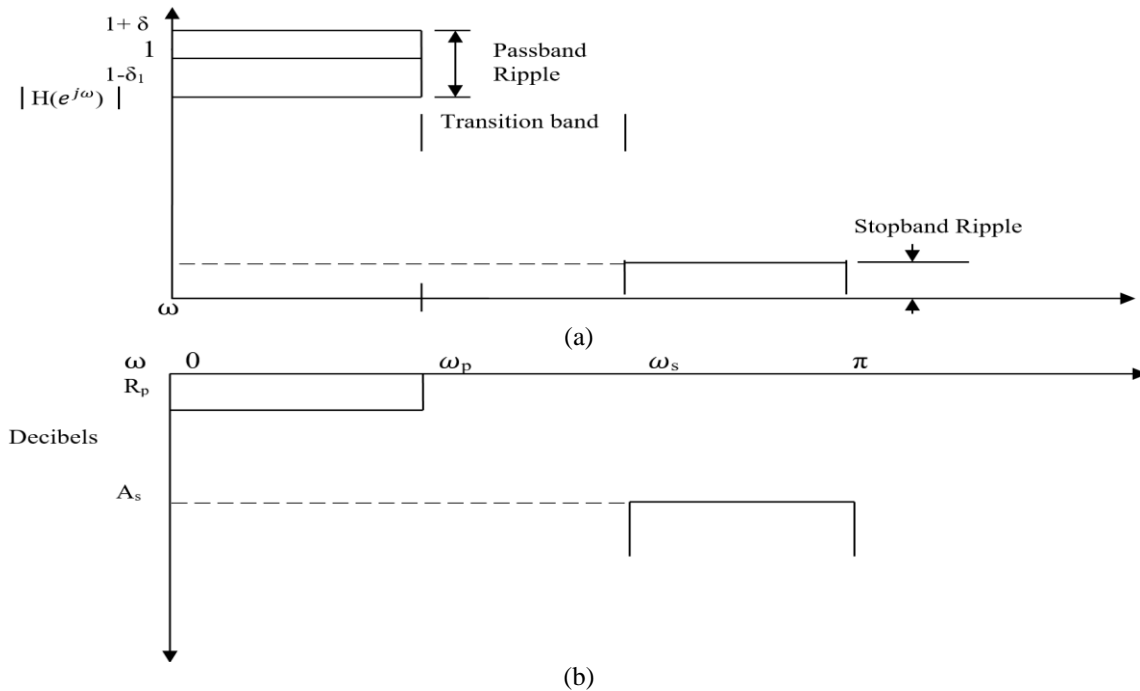 1+ δ
1
1-δ₁
| H(e^{jω}) |
Passband
Ripple
Transition band
Stopband Ripple
ω
(a)
ω 0 ωₚ ωₛ π
Rₚ
Decibels
Aₛ
(b)